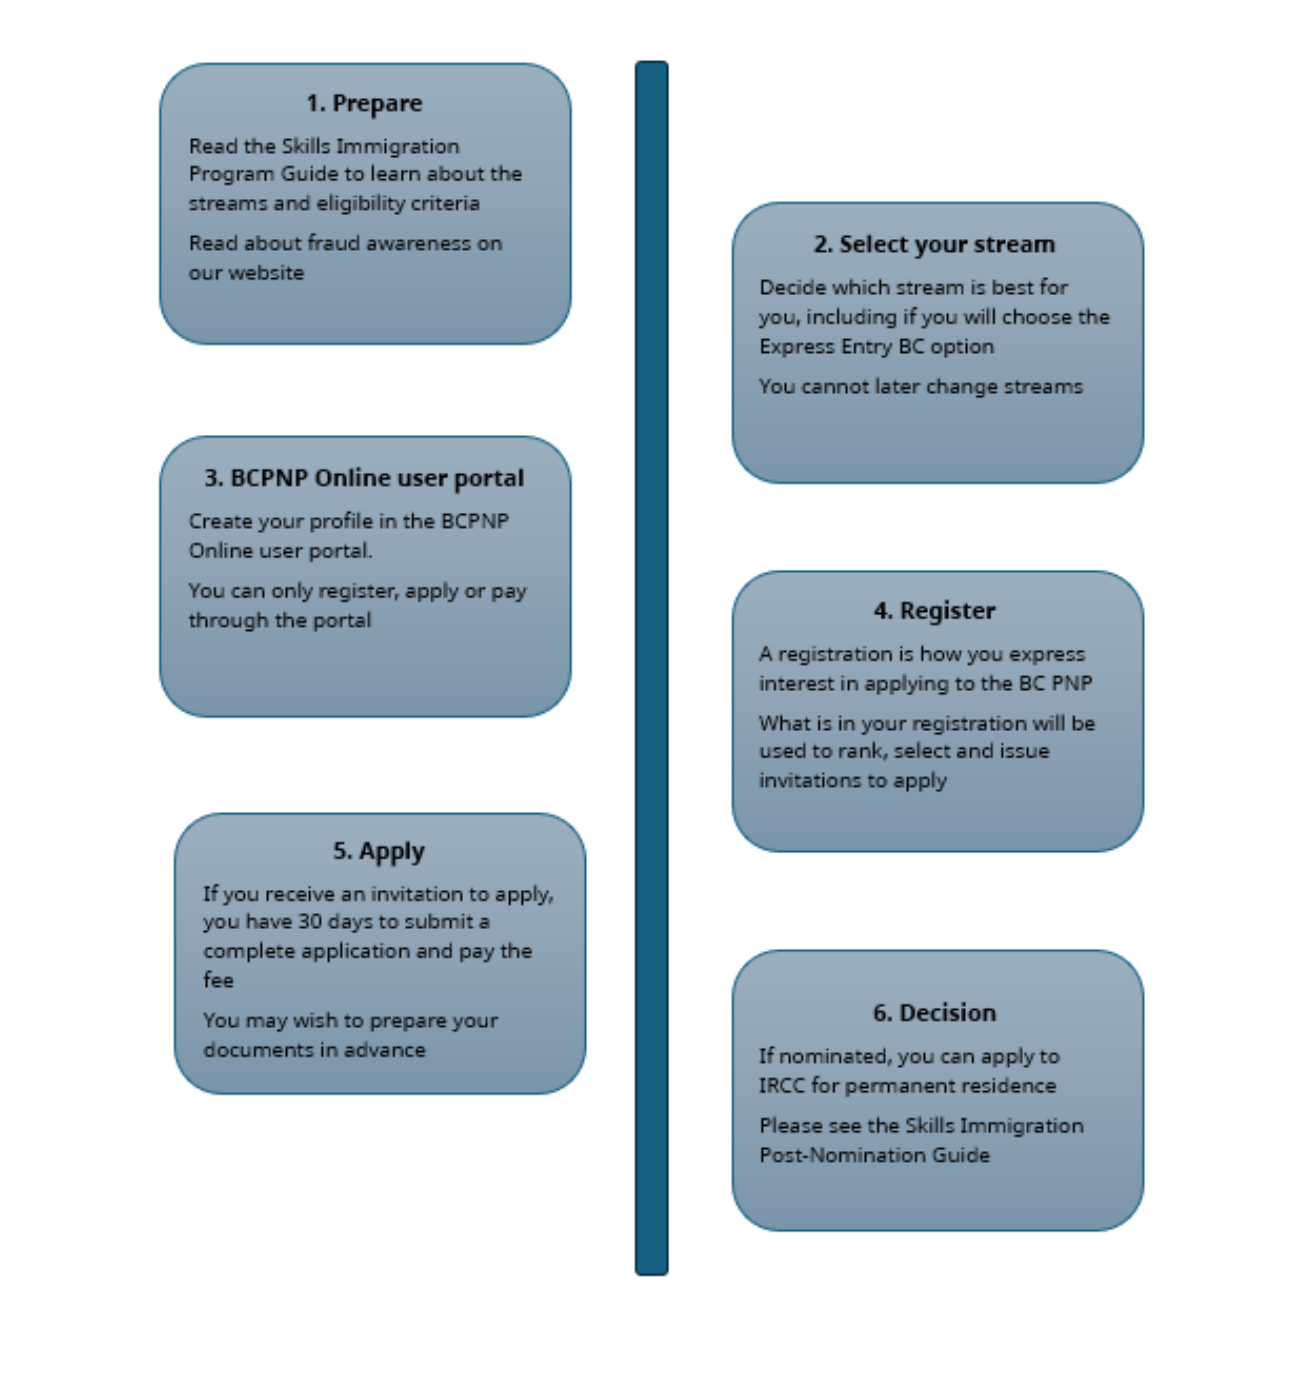 1. Prepare
Read the Skills Immigration
Program Guide to learn about the
streams and eligibility criteria
Read about fraud awareness on
our website
2. Select your stream
Decide which stream is best for
you, including if you will choose the
Express Entry BC option
You cannot later change streams
3. BCPNP Online user portal
Create your profile in the BCPNP
Online user portal.
You can only register, apply or pay
through the portal
4. Register
A registration is how you express
interest in applying to the BC PNP
What is in your registration will be
used to rank, select and issue
invitations to apply
5. Apply
If you receive an invitation to apply,
you have 30 days to submit a
complete application and pay the
fee
You may wish to prepare your
documents in advance
6. Decision
If nominated, you can apply to
IRCC for permanent residence
Please see the Skills Immigration
Post-Nomination Guide